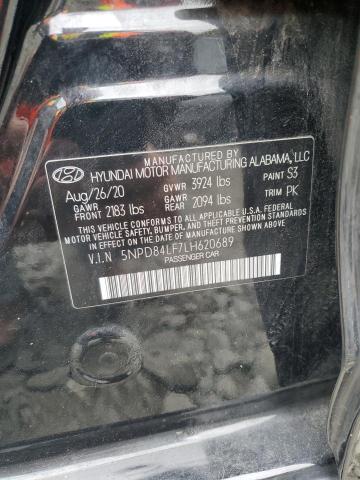 MANUFACTURED BY
HYUNDAI MOTOR MANUFACTURING ALABAMA, LLC
Aug/26/20 GVWR 3924 lbs PAINT S3
GAWR FRONT 2183 lbs GAWR REAR 2094 lbs TRIM PK
THIS VEHICLE CONFORMS TO ALL APPLICABLE U.S.A. FEDERAL
MOTOR VEHICLE SAFETY, BUMPER, AND THEFT PREVENTION
STANDARDS IN EFFECT ON THE DATE OF MANUFACTURE SHOWN ABOVE.
V.I.N 5NPD84LF7LH620689
PASSENGER CAR